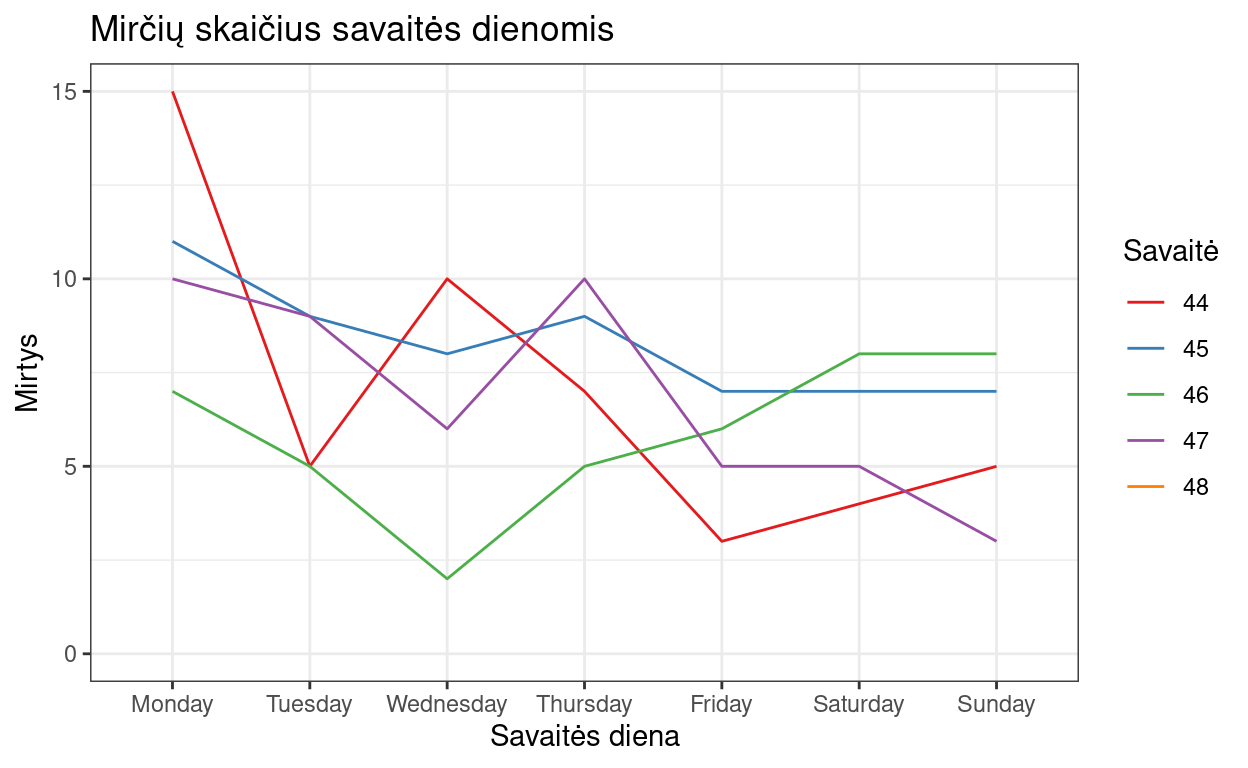 Mirčių skaičius savaitės dienomis
Mirtys
15
10
5
0
Monday Tuesday Wednesday Thursday Friday Saturday Sunday
Savaitės diena
Savaitė
44
45
46
47
48